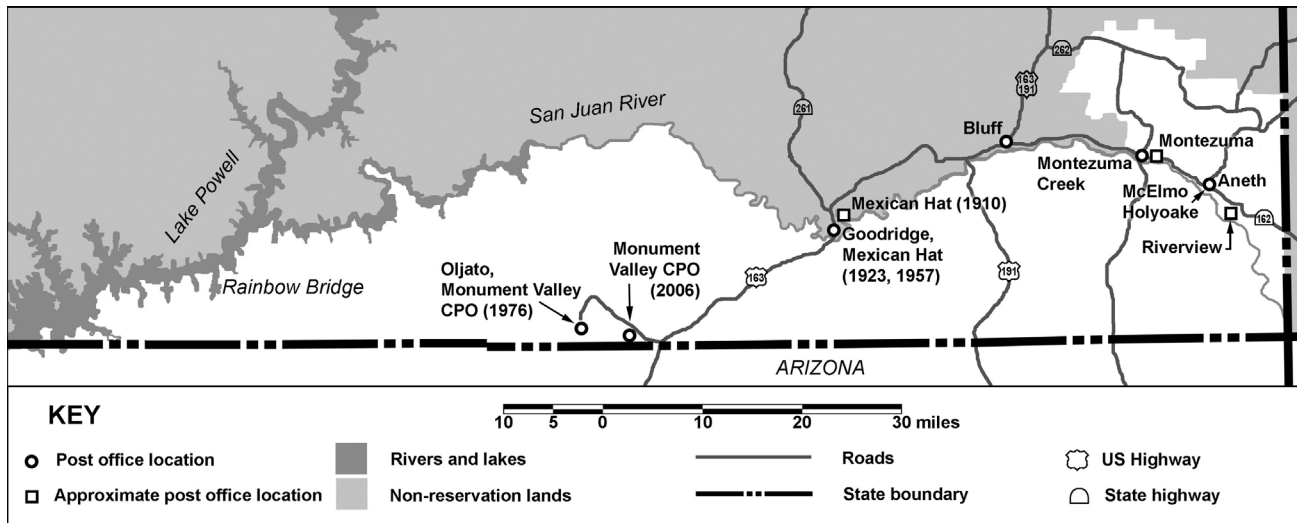 262
163
191
261
San Juan River
Bluff
Montezuma
Montezuma
Creek
Lake Powell
McElmo
Holyoake
Aneth
Mexican Hat (1910)
162
Riverview
Goodridge,
Mexican Hat
(1923, 1957)
Monument
Valley CPO
(2006)
Oljato,
Monument Valley
CPO (1976)
Rainbow Bridge
163
191
ARIZONA
KEY
10 5 0 10 20 30 miles
Post office location
Rivers and lakes
Roads
US Highway
Approximate post office location
Non-reservation lands
State boundary
State highway